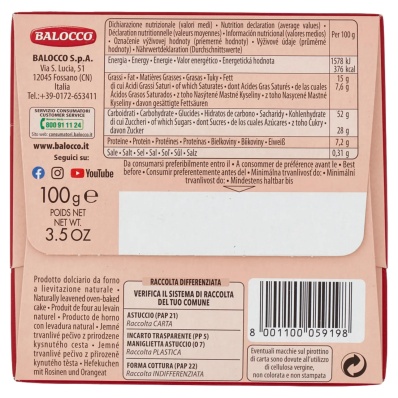 BALOCCO
BALOCCO S.p.A.
Via S. Lucia, 51
12045 Fossano (CN)
Italia
Tel.:+39-0172-653411
SERVIZIO CONSUMATORI
CUSTOMER SERVICE
800 81 11 24
www.balocco.it
Seguici su:
YouTube
100 g e
POIDS NET
NET WT.
3.5 OZ
Dichiarazione nutrizionale (valori medi) • Nutrition declaration (average values) •
Déclaration nutritionnelle (valeurs moyennes) • Información nutricional (valores medios) •
Označenie výživovej hodnoty (priemerné hodnoty) • Výživové údaje (průměrné
hodnoty) • Nährwertdeklaration (Durchschnittswerte)
Per 100 g
Energia • Energy • Énergie • Valor energético • Energetická hodnota
1578 kJ
376 kcal
Grassi • Fat • Matières Grasses • Grasas • Tuky • Fett
15 g
di cui Acidi Grassi Saturi • of which Saturates • dont Acides Gras Saturés • de
7,6 g
las cuales Ácidos Grasos Saturados • z toho Nasýtené Mastné Kyseliny • z toho Nasycené Mastné
Kyseliny • davon gesättigte Fettsäuren
Carboidrati • Carbohydrate • Glucides • Hidratos de carbono • Sacharidy • Kohlenhydrate
52 g
di cui Zuccheri • of which Sugars • dont Sucres • de los cuales Azúcares • z toho Cukry •
davon Zucker
28 g
Proteine • Protein • Protéines • Proteínas • Bielkoviny • Bílkoviny • Eiweiß
7,2 g
Sale • Salt • Sel • Sal • Soľ • Sůl • Salz
0,31 g
Da consumarsi preferibilmente entro il • A consommer de préférence avant le • Best
before • Consumir preferentemente antes del • Minimálna trvanlivosť do • Minimální
trvanlivost do • Mindestens haltbar bis
Prodotto dolciario da forno
a lievitazione naturale •
Naturally leavened oven-baked
cake • Produit de four au levain
naturel • Producto de horno
con levadura natural • Jemné
trvanlivé pečivo z prirodzene
kysnutého cesta • Jemné
trvanlivé pečivo z přirozeně
kynutého těsta • Hefekuchen
mit Rosinen und Orangeat
RACCOLTA DIFFERENZIATA
VERIFICA IL SISTEMA DI RACCOLTA
DEL TUO COMUNE
ASTUCCIO (PAP 21)
Raccolta CARTA
INCARTO TRASPARENTE (PP 5)
MANIGLIETTA ASTUCCIO (O 7)
Raccolta PLASTICA
FORMA COTTURA (PAP 22)
Raccolta INDIFFERENZIATA
8 001100 059198
Eventuali macchie sul pirottino
di carta sono dovute all'utilizzo
di cellulosa vergine,
non colorata e non stampata